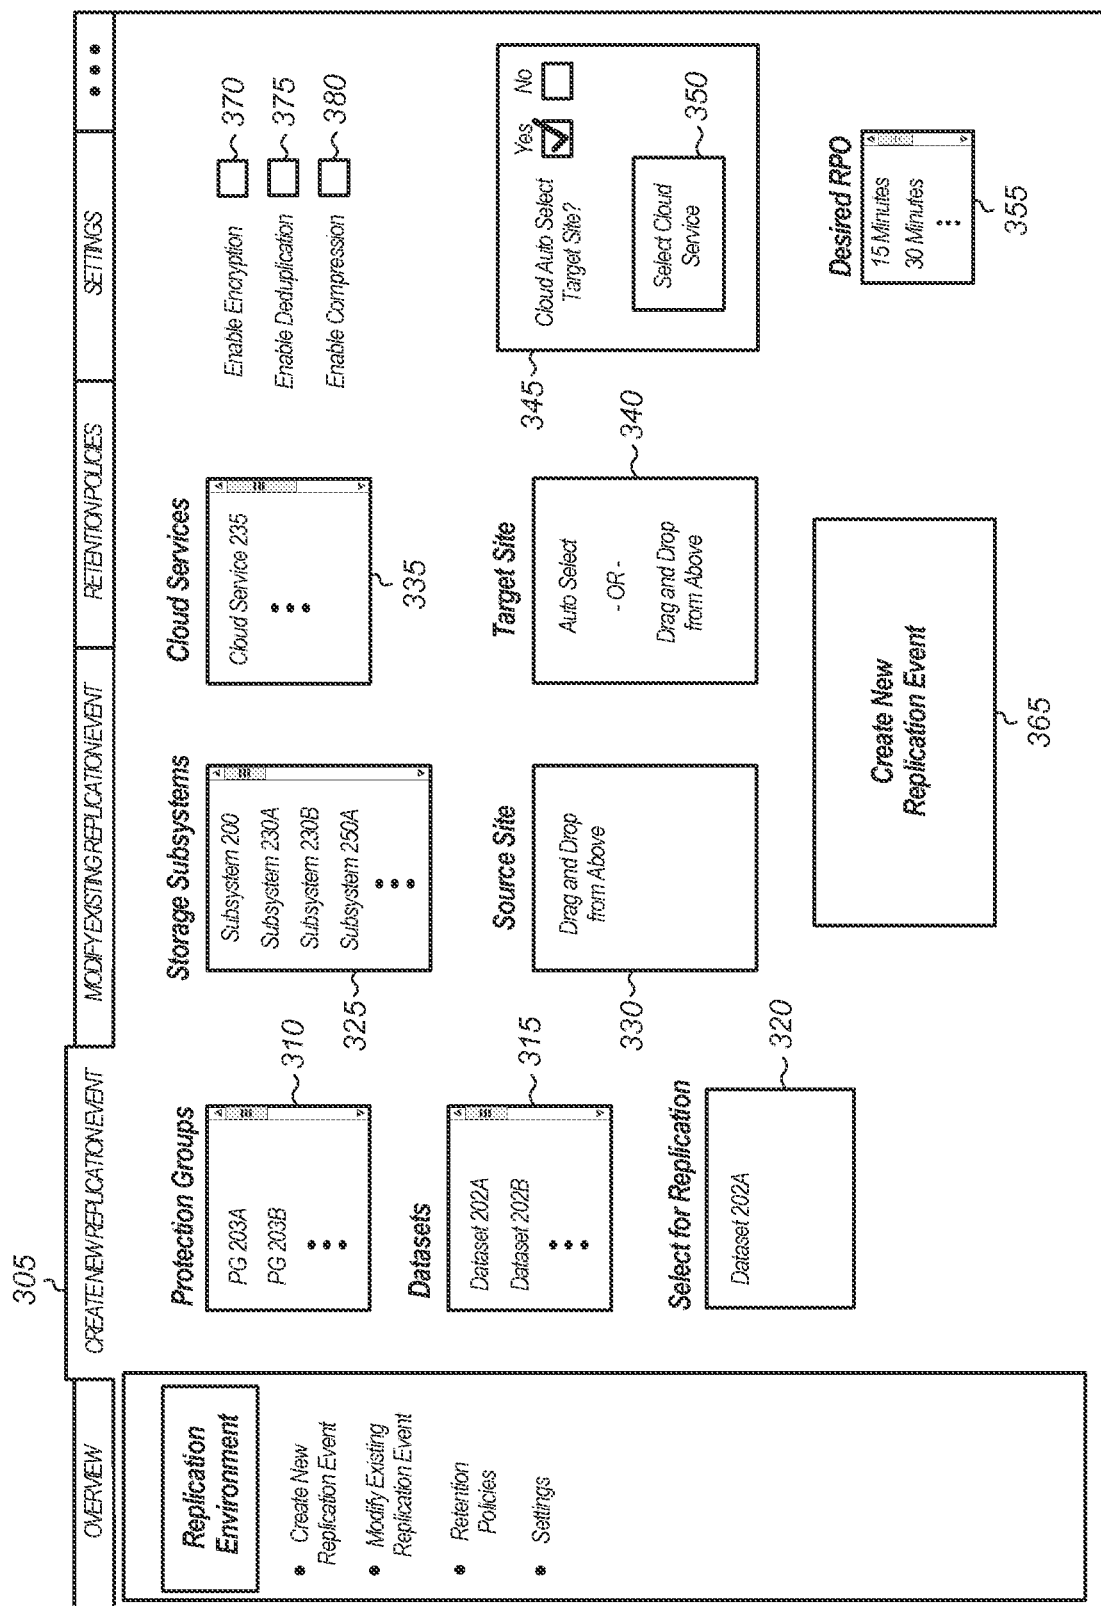 305
OVERVIEW
CREATE NEW REPLICATION EVENT
MODIFY EXISTING REPLICATION EVENT
RETENTION POLICIES
SETTINGS
Replication
Environment
• Create New
Replication Event
• Modify Existing
Replication Event
• Retention
Policies
• Settings
Protection Groups
PG 203A
PG 203B
310
Datasets
Dataset 202A
Dataset 202B
315
Select for Replication
Dataset 202A
320
Storage Subsystems
Subsystem 200
Subsystem 230A
Subsystem 230B
Subsystem 250A
325
Source Site
Drag and Drop
from Above
330
Cloud Services
Cloud Service 235
335
Target Site
Auto Select
- OR -
Drag and Drop
from Above
340
Create New
Replication Event
365
Enable Encryption
370
Enable Deduplication
375
Enable Compression
380
345
Cloud Auto Select
Target Site?
Yes
No
Select Cloud
Service
350
Desired RPO
15 Minutes
30 Minutes
355